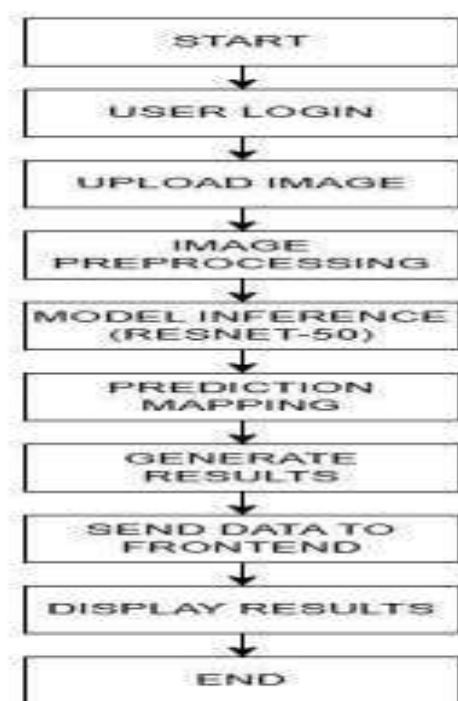 START
USER LOGIN
UPLOAD IMAGE
IMAGE
PREPROCESSING
MODEL INFERENCE
(RESNET-50)
PREDICTION
MAPPING
GENERATE
RESULTS
SEND DATA TO
FRONTEND
DISPLAY RESULTS
END